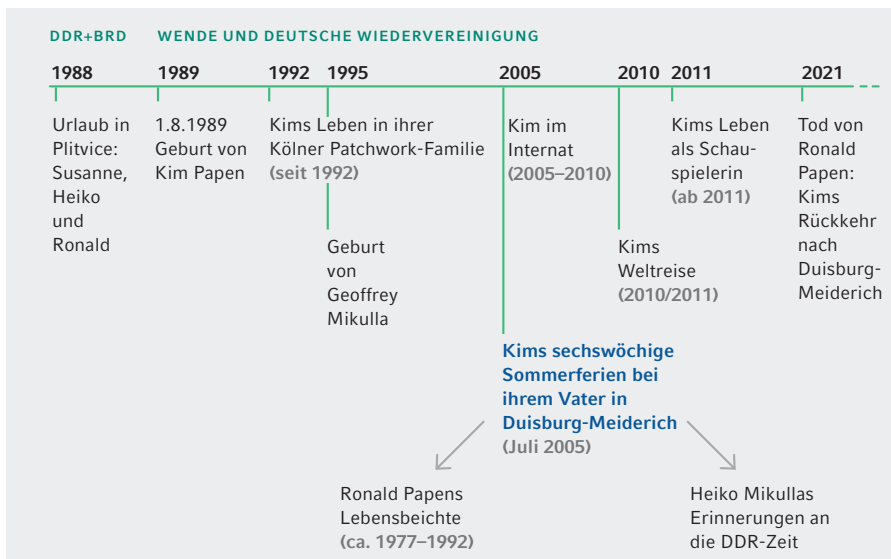 DDR+BRD WENDE UND DEUTSCHE WIEDERVEREINIGUNG
1988 1989 1992 1995 2005 2010 2011 2021
Urlaub in
Plitvice:
Susanne,
Heiko
und
Ronald
1.8.1989
Geburt von
Kim Papen
Kims Leben in ihrer
Kölner Patchwork-Familie
(seit 1992)
Geburt
von
Geoffrey
Mikulla
Kim im
Internat
(2005–2010)
Kims
Weltreise
(2010/2011)
Kims Leben
als Schau-
spielerin
(ab 2011)
Tod von
Ronald
Papen:
Kims
Rückkehr
nach
Duisburg-
Meiderich
Kims sechswöchige
Sommerferien bei
ihrem Vater in
Duisburg-Meiderich
(Juli 2005)
Ronald Papens
Lebensbeichte
(ca. 1977–1992)
Heiko Mikullas
Erinnerungen an
die DDR-Zeit